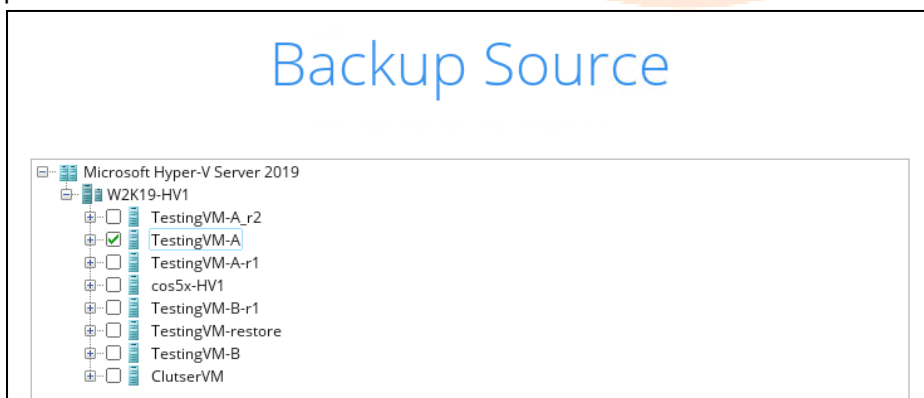 Backup Source
Microsoft Hyper-V Server 2019
W2K19-HV1
TestingVM-A_r2
TestingVM-A
TestingVM-A-r1
cos5x-HV1
TestingVM-B-r1
TestingVM-restore
TestingVM-B
ClutserVM